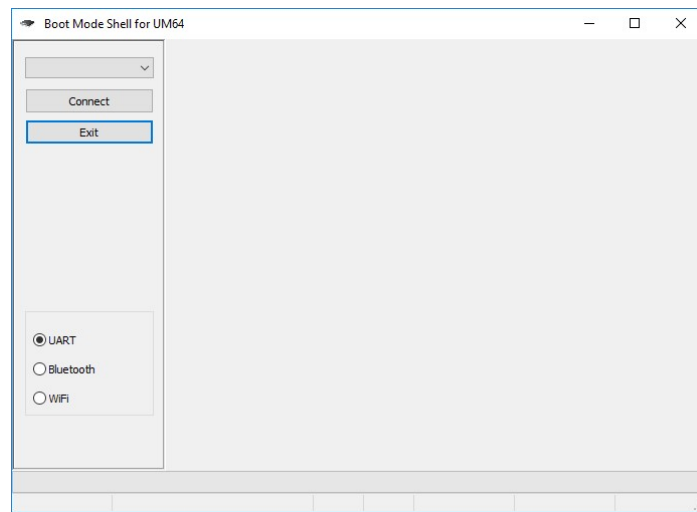 Boot Mode Shell for UM64
Connect
Exit
UART
Bluetooth
WiFi